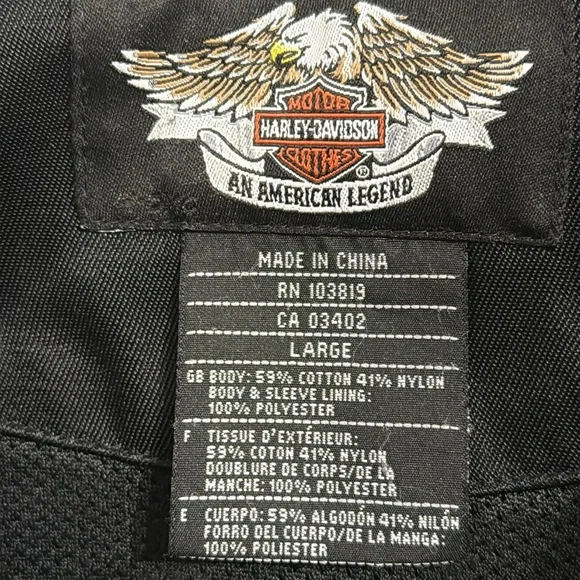 MOTOR
HARLEY-DAVIDSON
CLOTHES
®
AN AMERICAN LEGEND
MADE IN CHINA
RN 103819
CA 03402
LARGE
GB BODY: 59% COTTON 41% NYLON
BODY & SLEEVE LINING:
100% POLYESTER
F TISSUE D'EXTÉRIEUR:
59% COTON 41% NYLON
DOUBLURE DE CORPS/DE LA
MANCHE: 100% POLYESTER
E CUERPO: 59% ALGODÓN 41% NILÓN
FORRO DEL CUERPO/DE LA MANGA:
100% POLIESTER